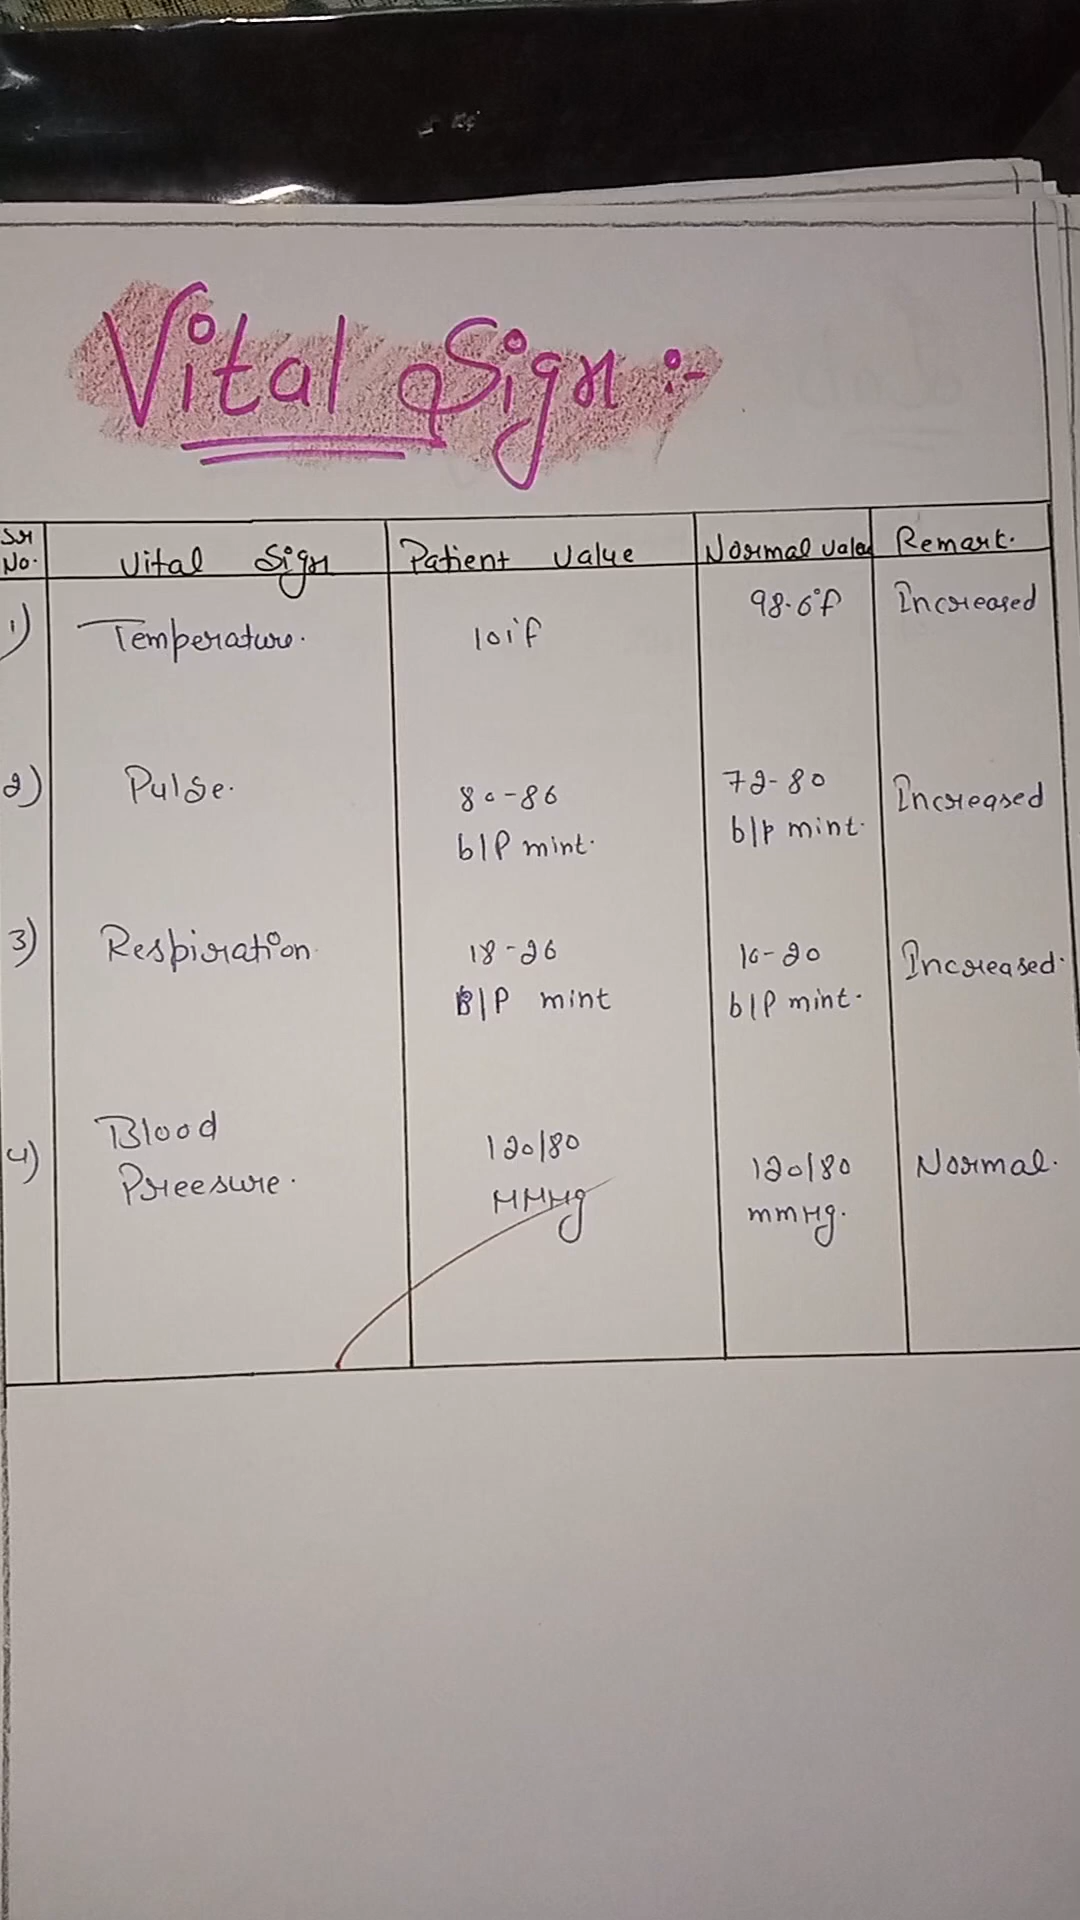 Vital Sign :-
Sr No. Vital Sign Patient Value Normal Value Remark.
1) Temperature. 101°f 98.6°f Increased
2) Pulse. 80-86 72-80 Increased
b/P mint. b/p mint.
3) Respiration. 18-26 16-20 Increased.
B/P mint b/P mint.
4) Blood 120/80 120/80 Normal.
Preesure. MMHg mmHg.